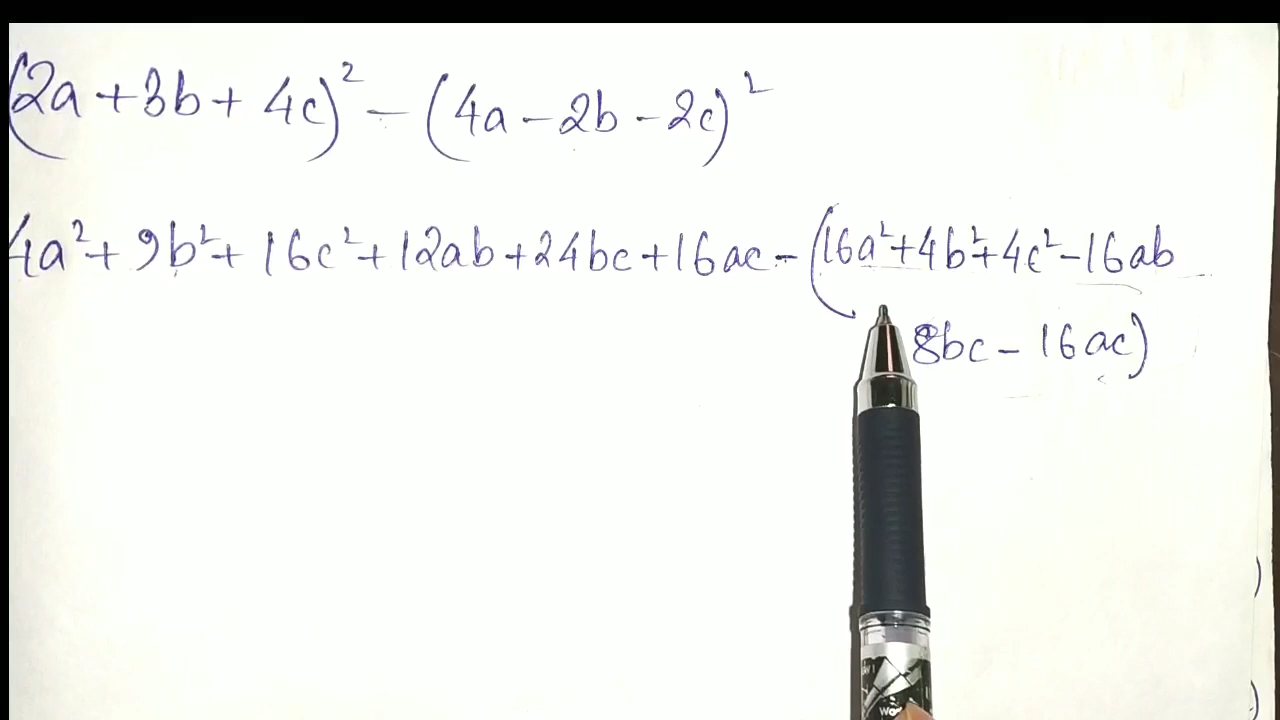 (2a + 3b + 4c)² - (4a - 2b - 2c)²
4a² + 9b² + 16c² + 12ab + 24bc + 16ac - (16a² + 4b² + 4c² - 16ab
8bc - 16ac)